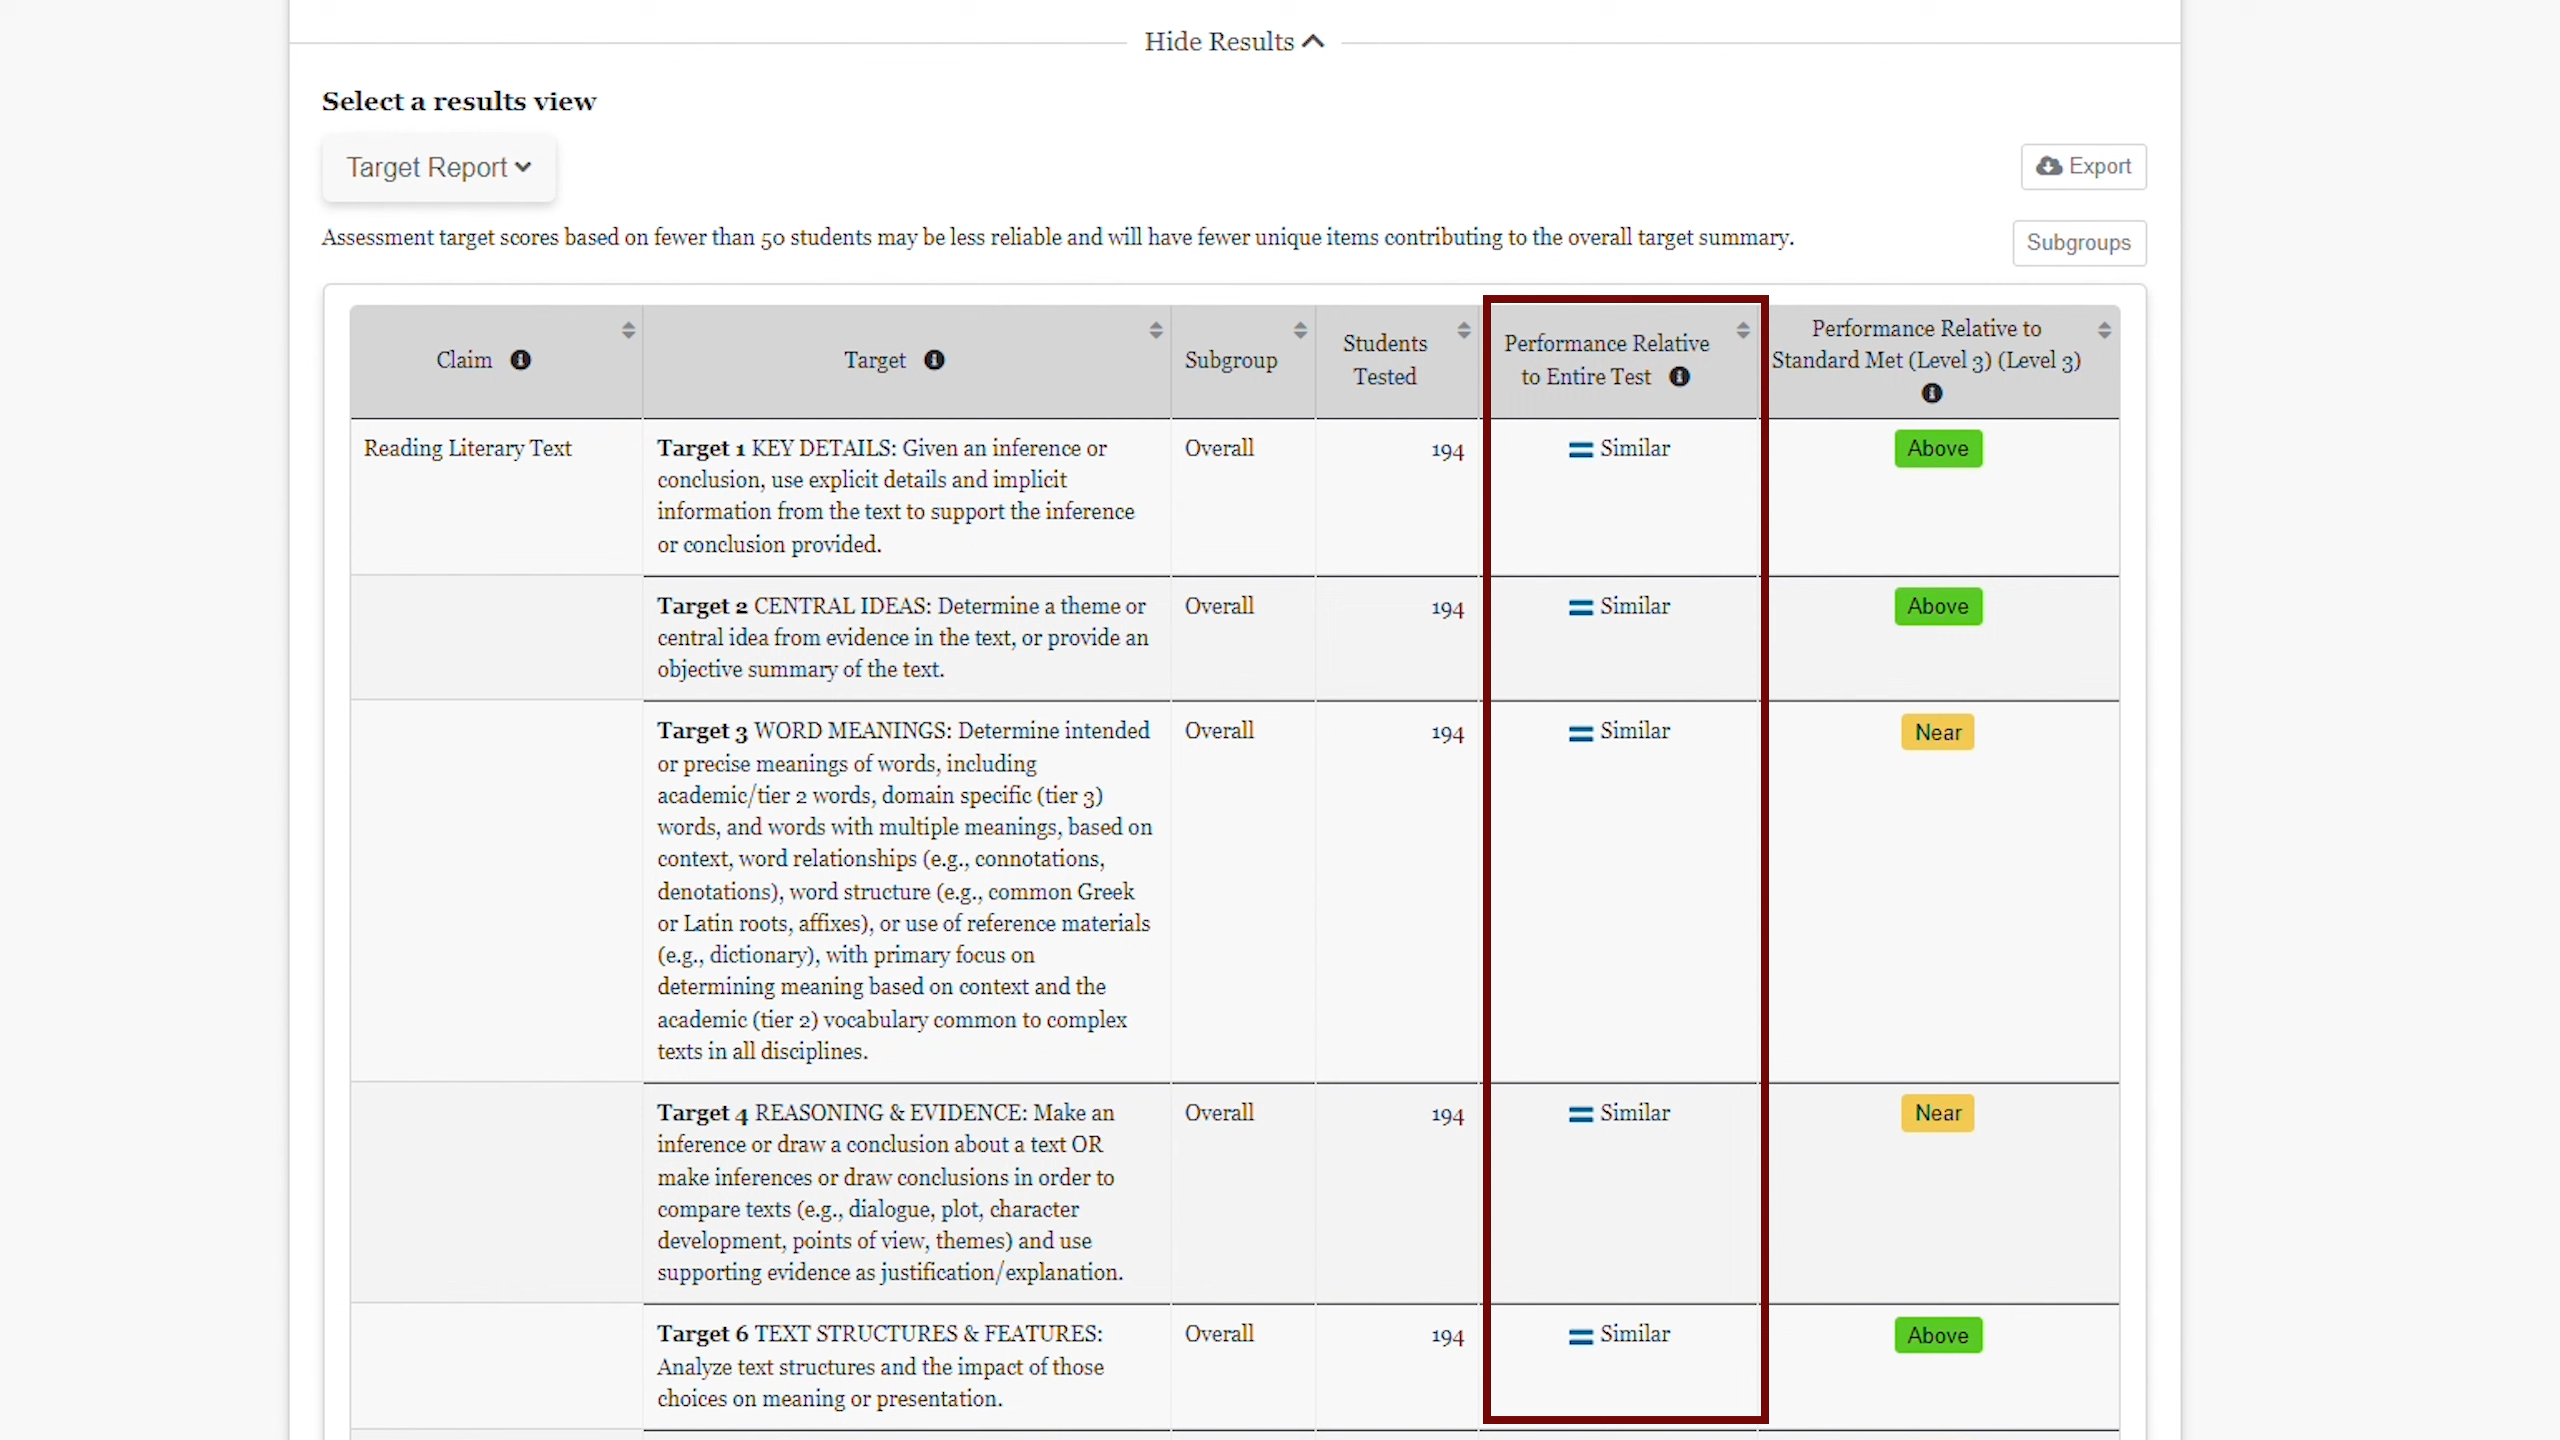 Hide Results
Select a results view
Target Report
Export
Assessment target scores based on fewer than 50 students may be less reliable and will have fewer unique items contributing to the overall target summary.
Subgroups
Claim
Target
Subgroup
Students
Tested
Performance Relative
to Entire Test
Performance Relative to
Standard Met (Level 3) (Level 3)
Reading Literary Text
Target 1 KEY DETAILS: Given an inference or
conclusion, use explicit details and implicit
information from the text to support the inference
or conclusion provided.
Overall
194
Similar
Above
Target 2 CENTRAL IDEAS: Determine a theme or
central idea from evidence in the text, or provide an
objective summary of the text.
Overall
194
Similar
Above
Target 3 WORD MEANINGS: Determine intended
or precise meanings of words, including
academic/tier 2 words, domain specific (tier 3)
words, and words with multiple meanings, based on
context, word relationships (e.g., connotations,
denotations), word structure (e.g., common Greek
or Latin roots, affixes), or use of reference materials
(e.g., dictionary), with primary focus on
determining meaning based on context and the
academic (tier 2) vocabulary common to complex
texts in all disciplines.
Overall
194
Similar
Near
Target 4 REASONING & EVIDENCE: Make an
inference or draw a conclusion about a text OR
make inferences or draw conclusions in order to
compare texts (e.g., dialogue, plot, character
development, points of view, themes) and use
supporting evidence as justification/explanation.
Overall
194
Similar
Near
Target 6 TEXT STRUCTURES & FEATURES:
Analyze text structures and the impact of those
choices on meaning or presentation.
Overall
194
Similar
Above